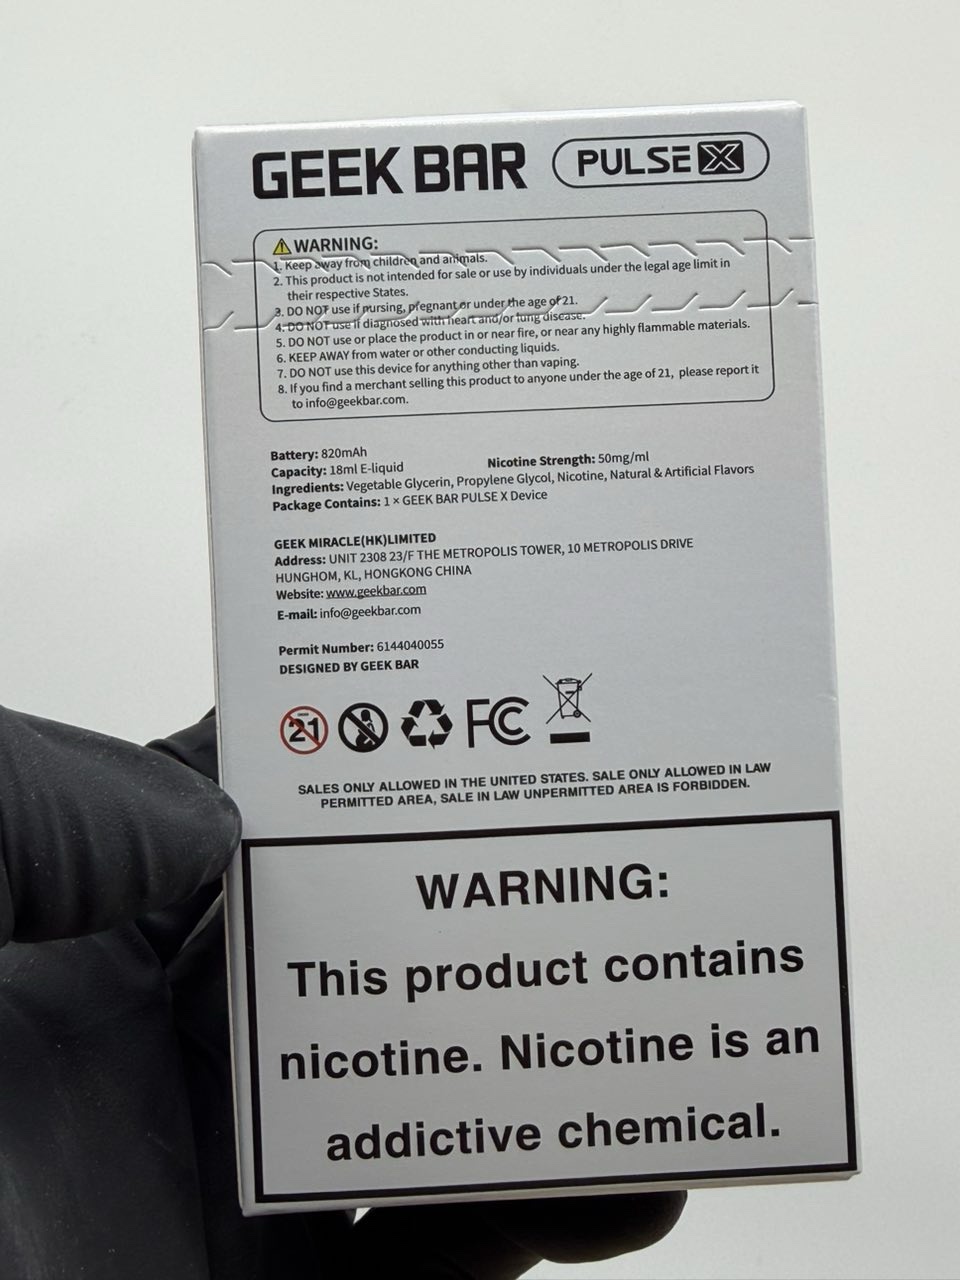 GEEK BAR PULSE X
WARNING:
1. Keep away from children and animals.
2. This product is not intended for sale or use by individuals under the legal age limit in
their respective States.
3. DO NOT use if nursing, pregnant or under the age of 21.
4. DO NOT use if diagnosed with heart and/or lung disease.
5. DO NOT use or place the product in or near fire, or near any highly flammable materials.
6. KEEP AWAY from water or other conducting liquids.
7. DO NOT use this device for anything other than vaping.
8. If you find a merchant selling this product to anyone under the age of 21, please report it
to info@geekbar.com.
Battery: 820mAh
Capacity: 18ml E-liquid Nicotine Strength: 50mg/ml
Ingredients: Vegetable Glycerin, Propylene Glycol, Nicotine, Natural & Artificial Flavors
Package Contains: 1 × GEEK BAR PULSE X Device
GEEK MIRACLE(HK)LIMITED
Address: UNIT 2308 23/F THE METROPOLIS TOWER, 10 METROPOLIS DRIVE
HUNGHOM, KL, HONGKONG CHINA
Website: www.geekbar.com
E-mail: info@geekbar.com
Permit Number: 6144040055
DESIGNED BY GEEK BAR
21 FC
SALES ONLY ALLOWED IN THE UNITED STATES. SALE ONLY ALLOWED IN LAW
PERMITTED AREA, SALE IN LAW UNPERMITTED AREA IS FORBIDDEN.
WARNING:
This product contains
nicotine. Nicotine is an
addictive chemical.